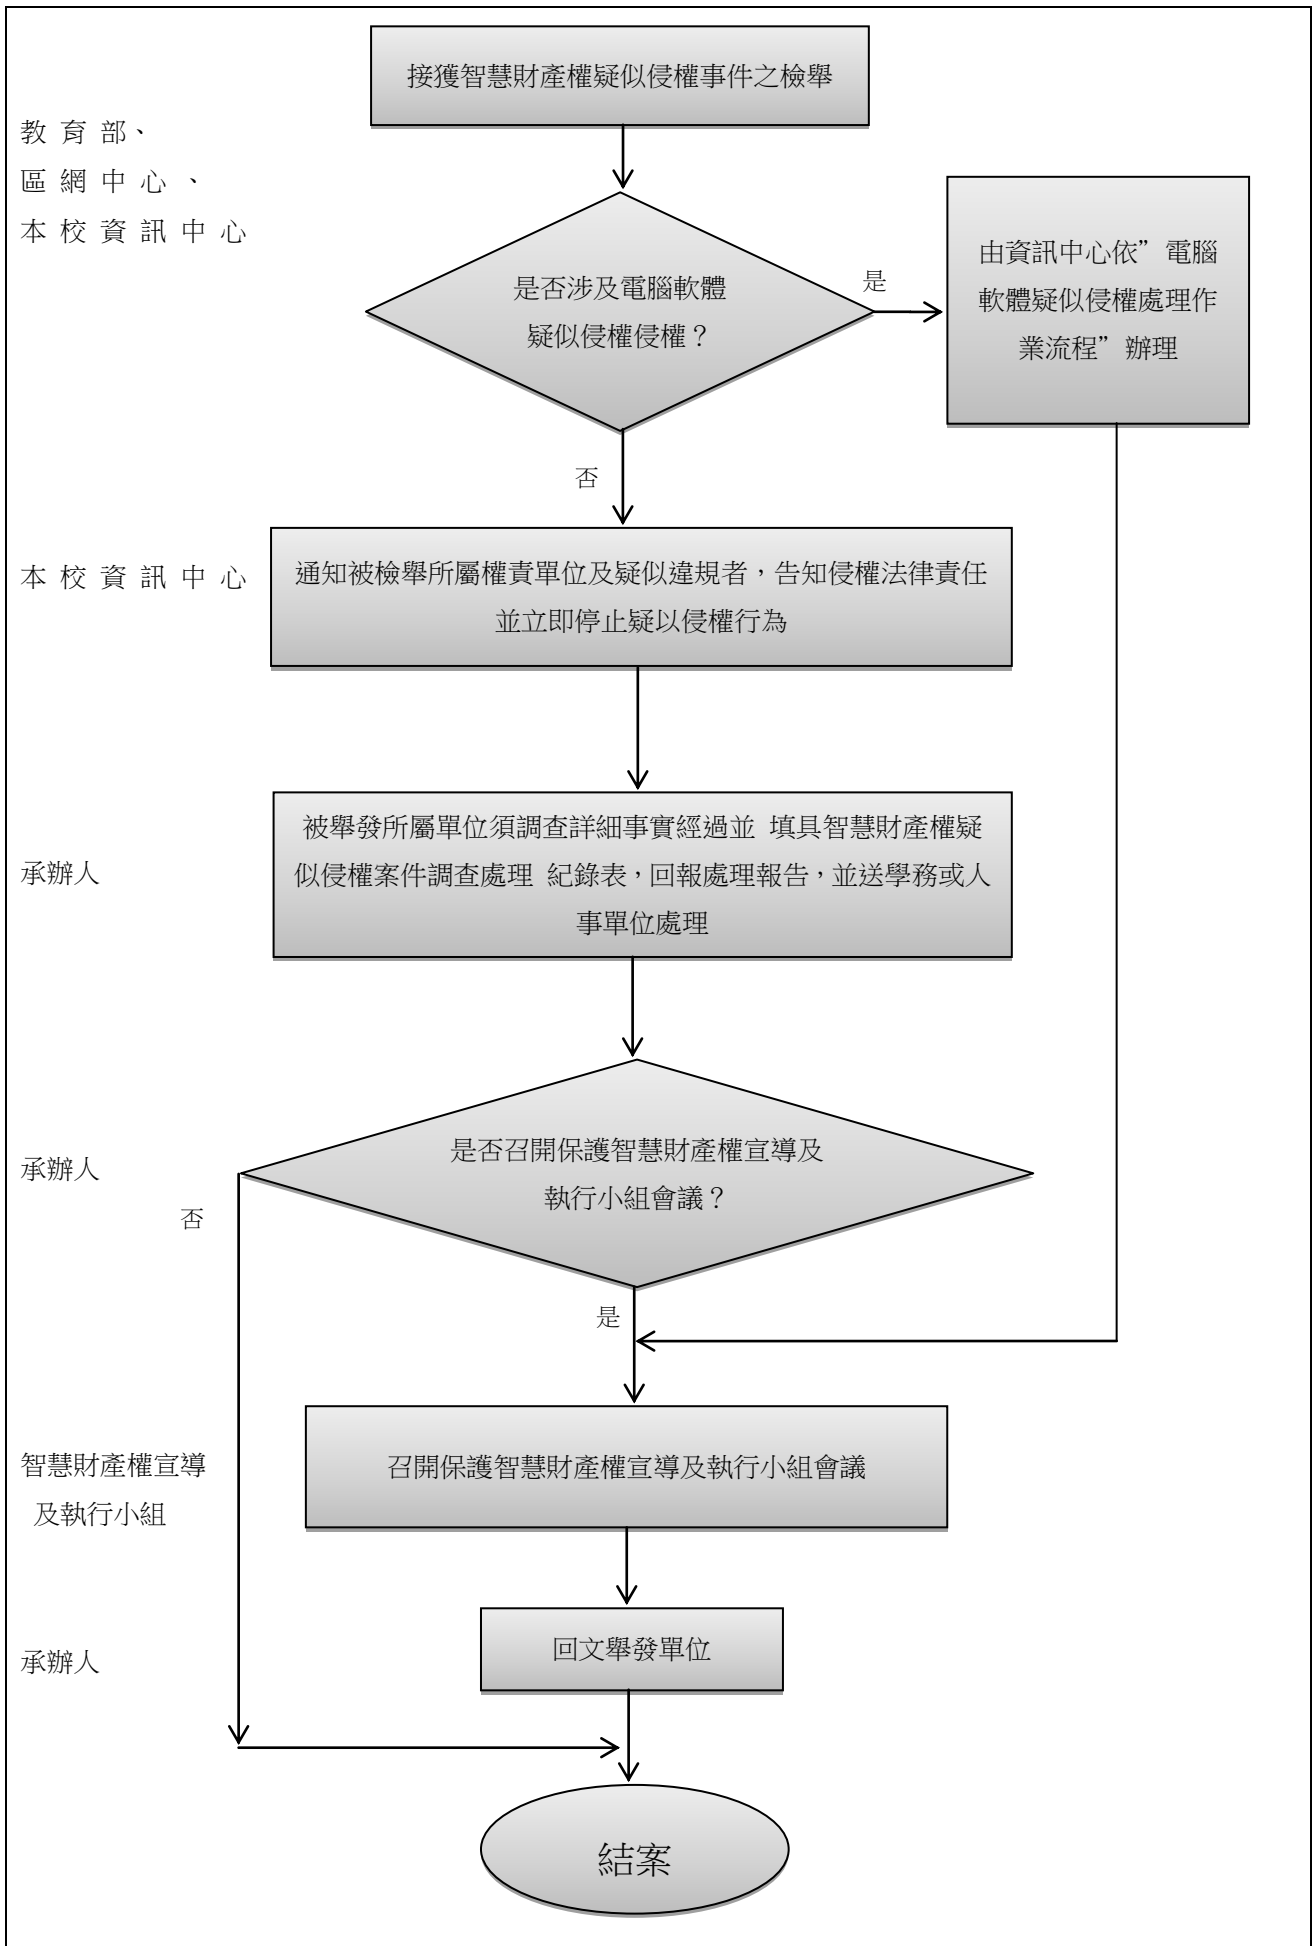 接獲智慧財產權疑似侵權事件之檢舉
教育部、
區網中心、
本校資訊中心
是否涉及電腦軟體
疑似侵權侵權？
是
由資訊中心依”電腦
軟體疑似侵權處理作
業流程”辦理
否
本校資訊中心
通知被檢舉所屬權責單位及疑似違規者，告知侵權法律責任
並立即停止疑以侵權行為
承辦人
被舉發所屬單位須調查詳細事實經過並 填具智慧財產權疑
似侵權案件調查處理 紀錄表，回報處理報告，並送學務或人
事單位處理
承辦人
是否召開保護智慧財產權宣導及
執行小組會議？
否
是
智慧財產權宣導
及執行小組
召開保護智慧財產權宣導及執行小組會議
承辦人
回文舉發單位
結案